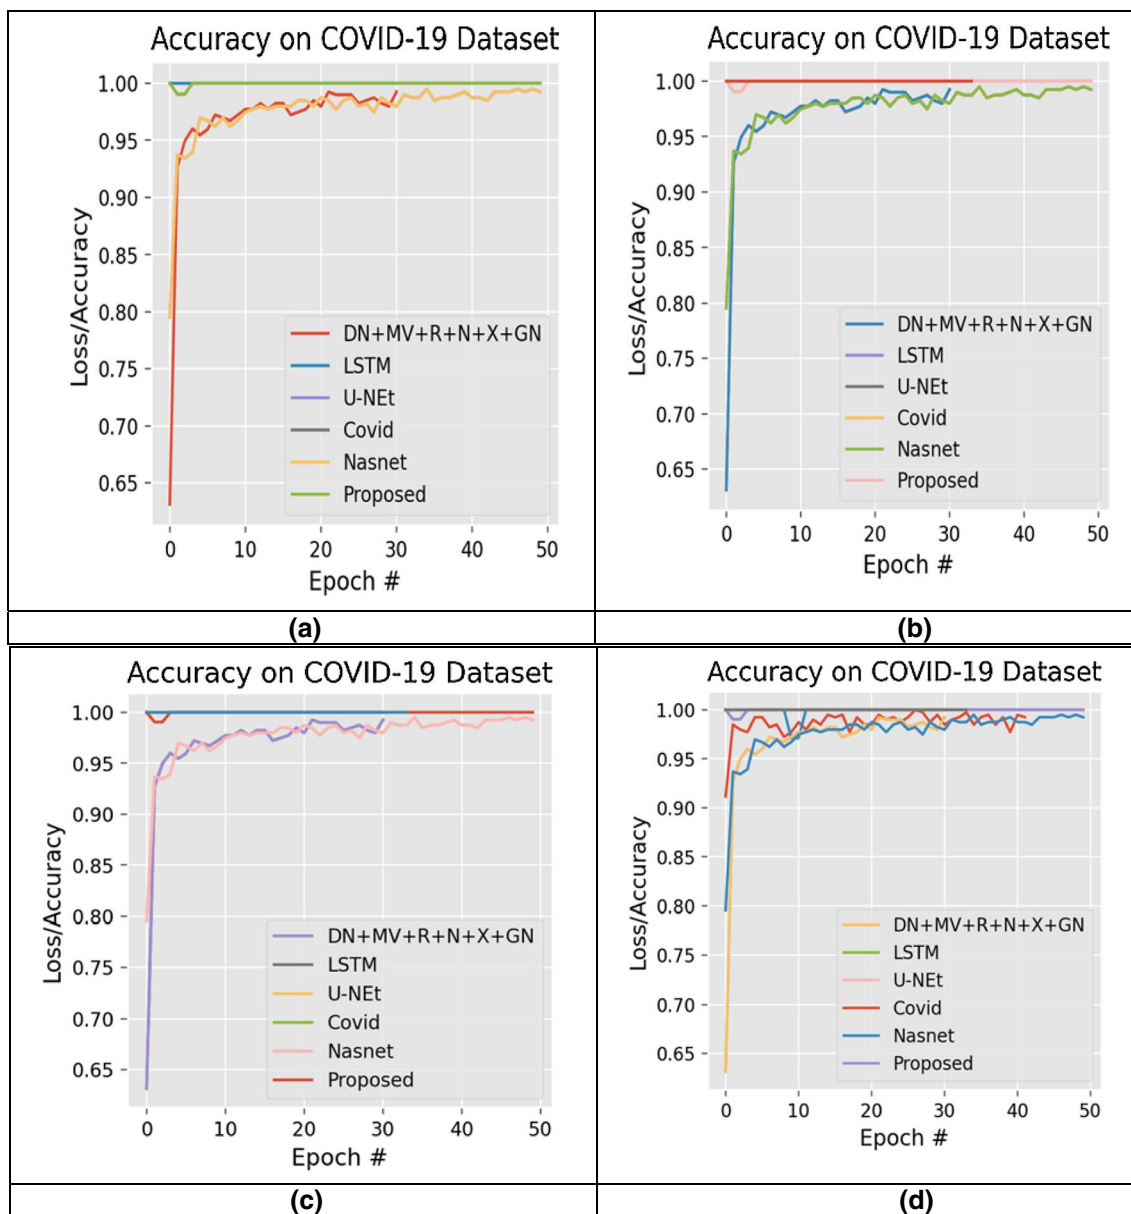 Accuracy on COVID-19 Dataset
1.00
0.95
0.90
0.85
0.80
0.75
0.70
0.65
Loss/Accuracy
DN+MV+R+N+X+GN
LSTM
U-NEt
Covid
Nasnet
Proposed
0 10 20 30 40 50
Epoch #
(a)
Accuracy on COVID-19 Dataset
1.00
0.95
0.90
0.85
0.80
0.75
0.70
0.65
Loss/Accuracy
DN+MV+R+N+X+GN
LSTM
U-NEt
Covid
Nasnet
Proposed
0 10 20 30 40 50
Epoch #
(b)
Accuracy on COVID-19 Dataset
1.00
0.95
0.90
0.85
0.80
0.75
0.70
0.65
Loss/Accuracy
DN+MV+R+N+X+GN
LSTM
U-NEt
Covid
Nasnet
Proposed
0 10 20 30 40 50
Epoch #
(c)
Accuracy on COVID-19 Dataset
1.00
0.95
0.90
0.85
0.80
0.75
0.70
0.65
Loss/Accuracy
DN+MV+R+N+X+GN
LSTM
U-NEt
Covid
Nasnet
Proposed
0 10 20 30 40 50
Epoch #
(d)